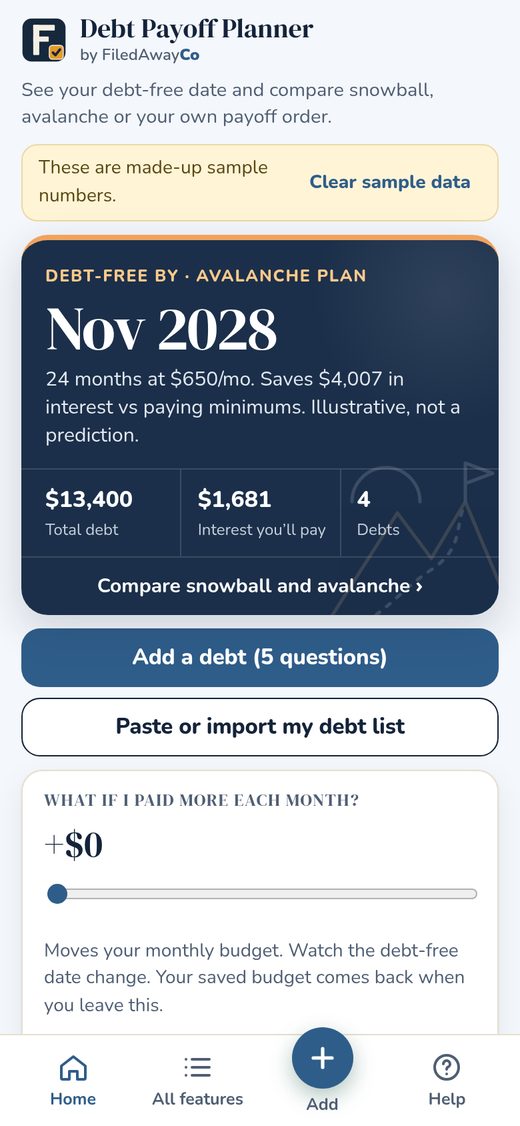 Debt Payoff Planner
by FiledAwayCo
See your debt-free date and compare snowball,
avalanche or your own payoff order.
These are made-up sample
numbers.
Clear sample data
DEBT-FREE BY · AVALANCHE PLAN
Nov 2028
24 months at $650/mo. Saves $4,007 in
interest vs paying minimums. Illustrative, not a
prediction.
$13,400
Total debt
$1,681
Interest you’ll pay
4
Debts
Compare snowball and avalanche ›
Add a debt (5 questions)
Paste or import my debt list
WHAT IF I PAID MORE EACH MONTH?
+$0
Moves your monthly budget. Watch the debt-free
date change. Your saved budget comes back when
you leave this.
Home
All features
Add
Help